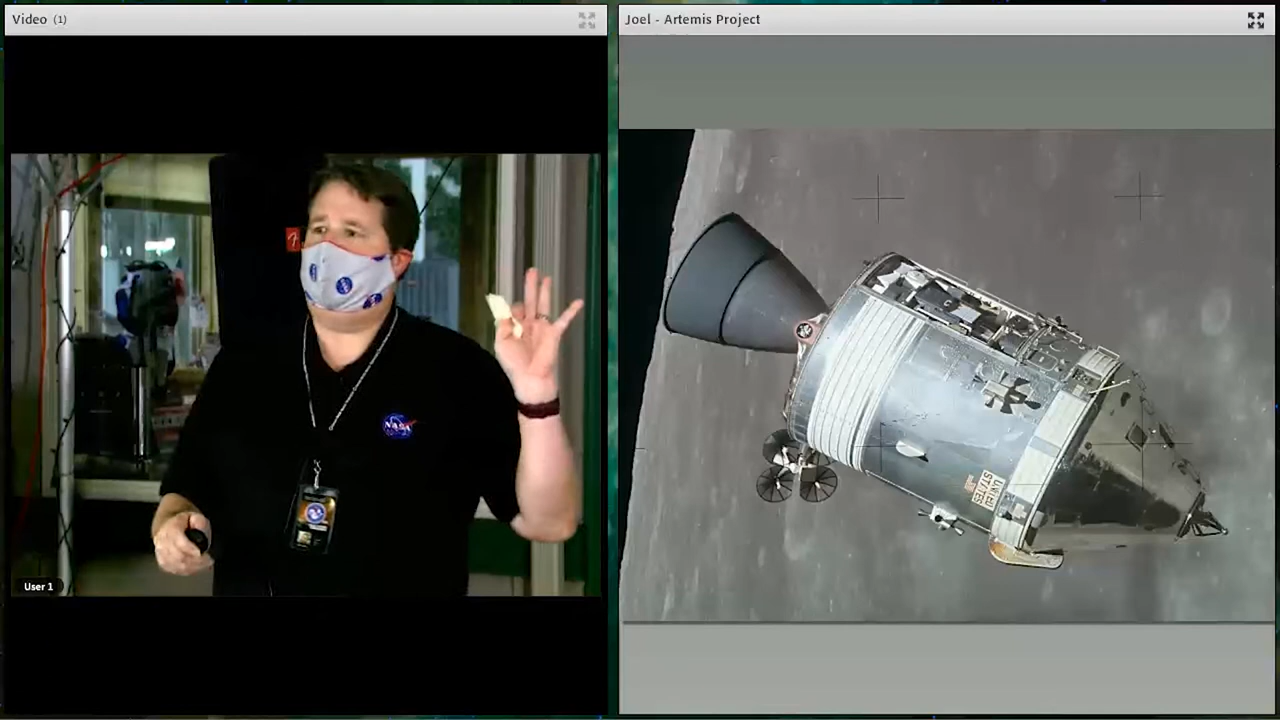 Video (1)
Joel - Artemis Project
NASA
UNITED
STATES
User 1